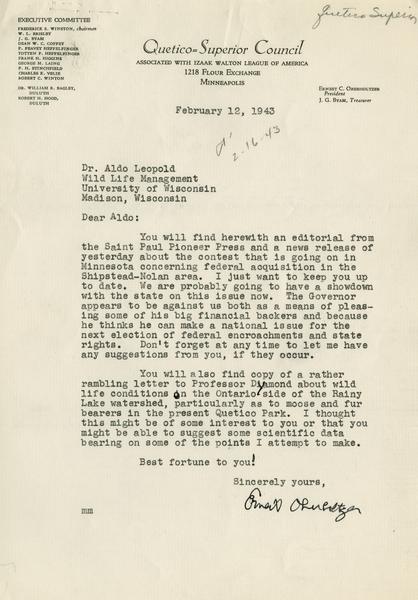 Quetico Superior
EXECUTIVE COMMITTEE
FREDERICK S. WINSTON, chairman
W. L. BRISLEY
J. G. BYAM
DEAN W. C. COFFEY
F. PEAVEY HEFFELFINGER
TOTTON P. HEFFELFINGER
FRANK H. HIGGINS
GEORGE M. LAING
F. H. STINCHFIELD
CHARLES R. VELIE
ROBERT C. WINTON
DR. WILLIAM R. BAGLEY,
DULUTH
ROBERT H. HOOD,
DULUTH
Quetico-Superior Council
ASSOCIATED WITH IZAAK WALTON LEAGUE OF AMERICA
1218 FLOUR EXCHANGE
MINNEAPOLIS
ERNEST C. OBERHOLTZER
President
J. G. BYAM, Treasurer
February 12, 1943
2-16-43
Dr. Aldo Leopold
Wild Life Management
University of Wisconsin
Madison, Wisconsin
Dear Aldo:
You will find herewith an editorial from
the Saint Paul Pioneer Press and a news release of
yesterday about the contest that is going on in
Minnesota concerning federal acquisition in the
Shipstead-Nolan area. I just want to keep you up
to date. We are probably going to have a showdown
with the state on this issue now. The Governor
appears to be against us both as a means of pleas-
ing some of his big financial backers and because
he thinks he can make a national issue for the
next election of federal encroachments and state
rights. Don't forget at any time to let me have
any suggestions from you, if they occur.
You will also find copy of a rather
rambling letter to Professor Dymond about wild
life conditions on the Ontario side of the Rainy
Lake watershed, particularly as to moose and fur
bearers in the present Quetico Park. I thought
this might be of some interest to you or that you
might be able to suggest some scientific data
bearing on some of the points I attempt to make.
Best fortune to you!
Sincerely yours,
Ernest Oberholtzer
mm